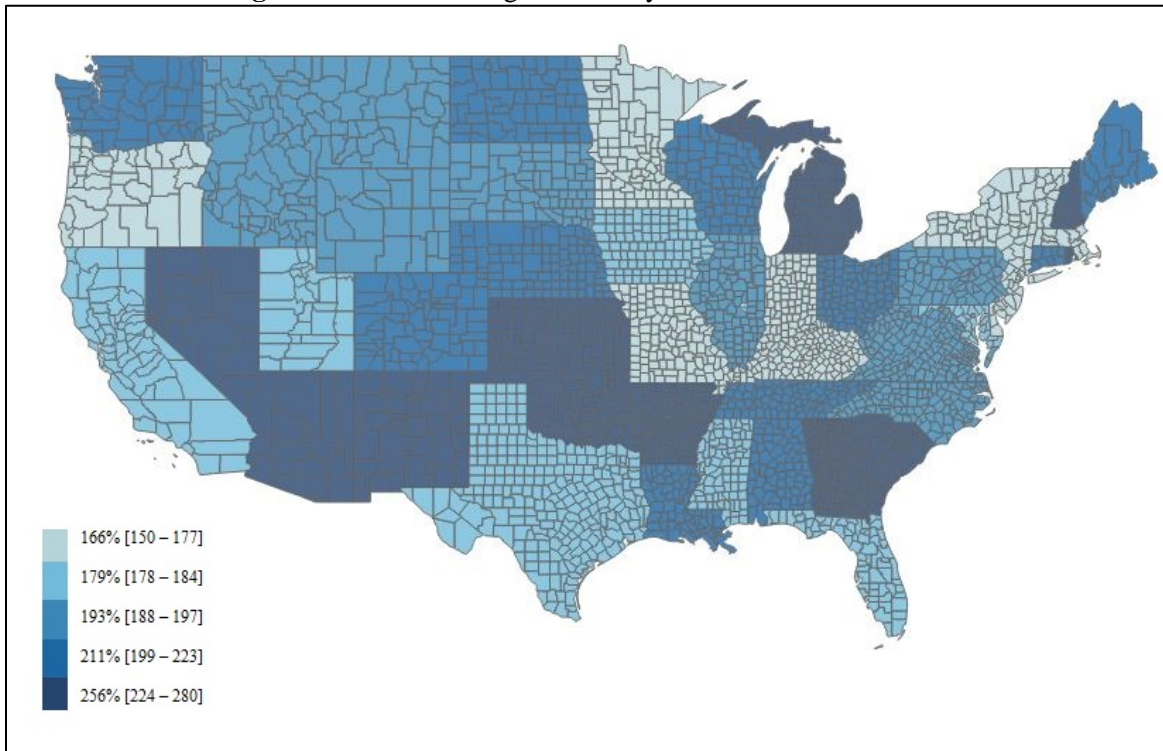 166% [150 – 177]
179% [178 – 184]
193% [188 – 197]
211% [199 – 223]
256% [224 – 280]